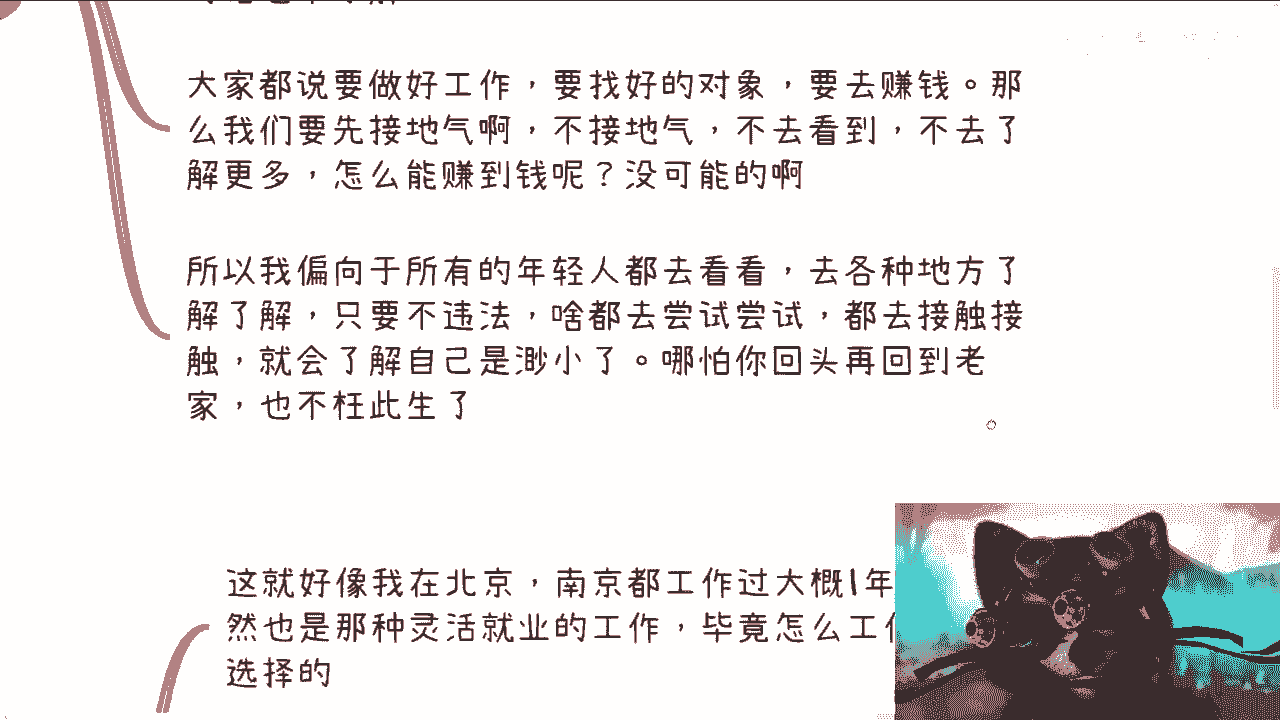 大家都说要做好工作，要找好的对象，要去赚钱。那
么我们要先接地气啊，不接地气，不去看到，不去了
解更多，怎么能赚到钱呢？没可能的啊
所以我偏向于所有的年轻人都去看看，去各种地方了
解了解，只要不违法，啥都去尝试尝试，都去接触接
触，就会了解自己是渺小了。哪怕你回头再回到老
家，也不枉此生了
这就好像我在北京，南京都工作过大概1年
然也是那种灵活就业的工作，毕竟怎么工
选择的